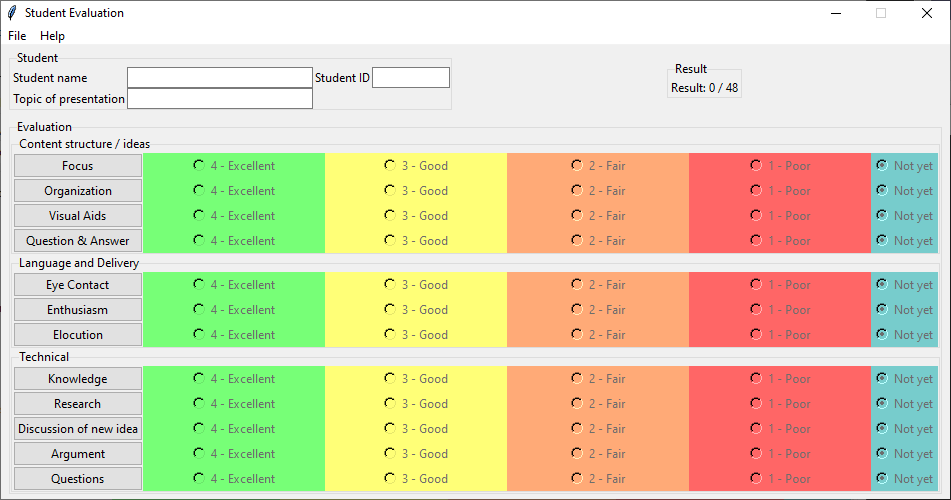 Student Evaluation
File Help
Student
Student name Student ID
Topic of presentation
Result
Result: 0 / 48
Evaluation
Content structure / ideas
Focus 4 - Excellent 3 - Good 2 - Fair 1 - Poor Not yet
Organization 4 - Excellent 3 - Good 2 - Fair 1 - Poor Not yet
Visual Aids 4 - Excellent 3 - Good 2 - Fair 1 - Poor Not yet
Question & Answer 4 - Excellent 3 - Good 2 - Fair 1 - Poor Not yet
Language and Delivery
Eye Contact 4 - Excellent 3 - Good 2 - Fair 1 - Poor Not yet
Enthusiasm 4 - Excellent 3 - Good 2 - Fair 1 - Poor Not yet
Elocution 4 - Excellent 3 - Good 2 - Fair 1 - Poor Not yet
Technical
Knowledge 4 - Excellent 3 - Good 2 - Fair 1 - Poor Not yet
Research 4 - Excellent 3 - Good 2 - Fair 1 - Poor Not yet
Discussion of new idea 4 - Excellent 3 - Good 2 - Fair 1 - Poor Not yet
Argument 4 - Excellent 3 - Good 2 - Fair 1 - Poor Not yet
Questions 4 - Excellent 3 - Good 2 - Fair 1 - Poor Not yet